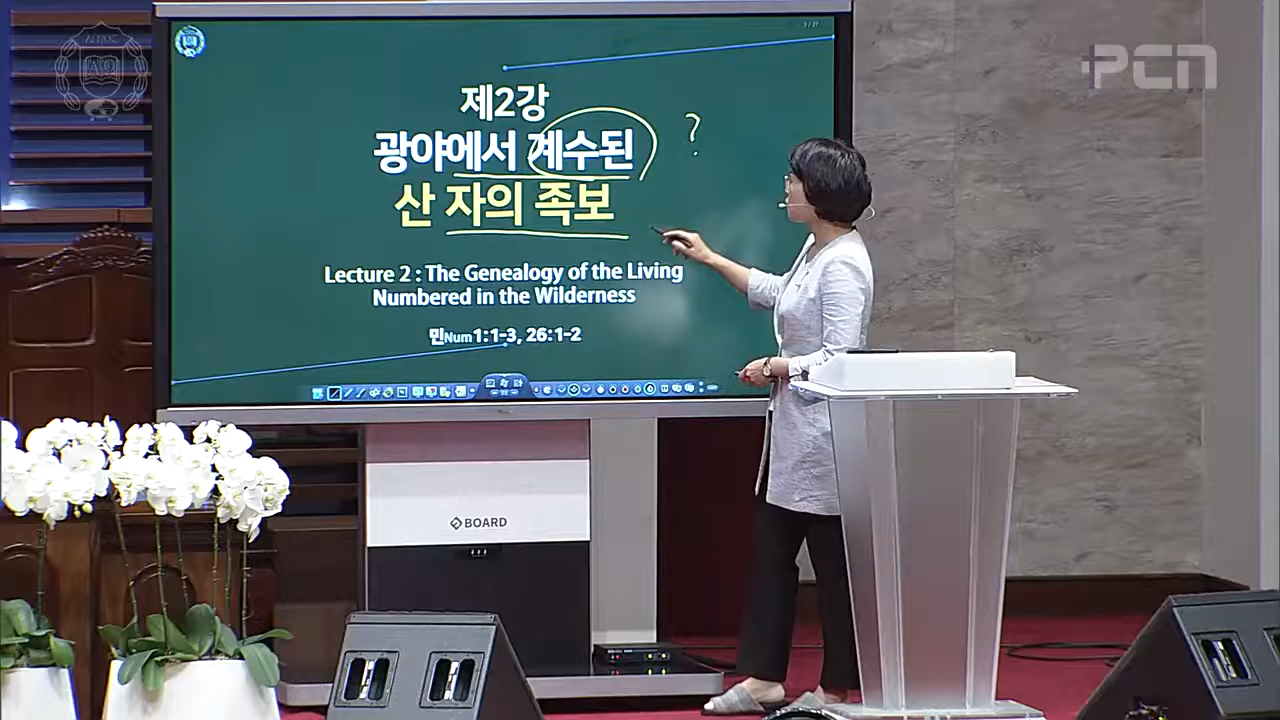 3 / 27
PCN
제2강
광야에서 계수된
?
산 자의 족보
Lecture 2 : The Genealogy of the Living
Numbered in the Wilderness
민Num1:1-3, 26:1-2
BOARD